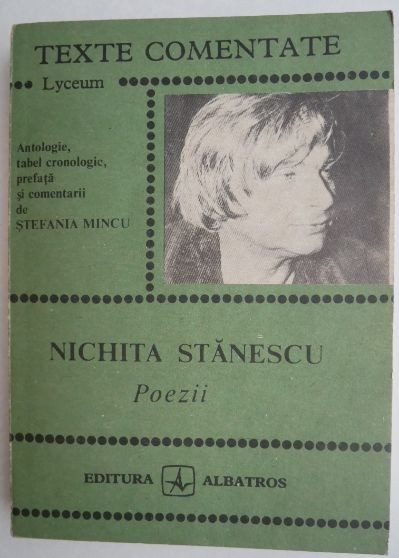 TEXTE COMENTATE
Lyceum
Antologie,
tabel cronologic,
prefață
și comentarii
de
ȘTEFANIA MINCU
NICHITA STĂNESCU
Poezii
EDITURA ALBATROS